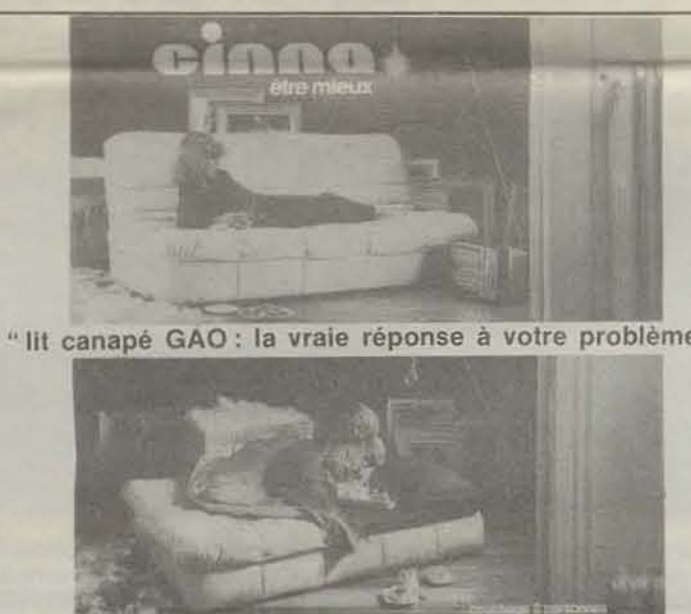 cinna
être mieux
“ lit canapé GAO : la vraie réponse à votre problème